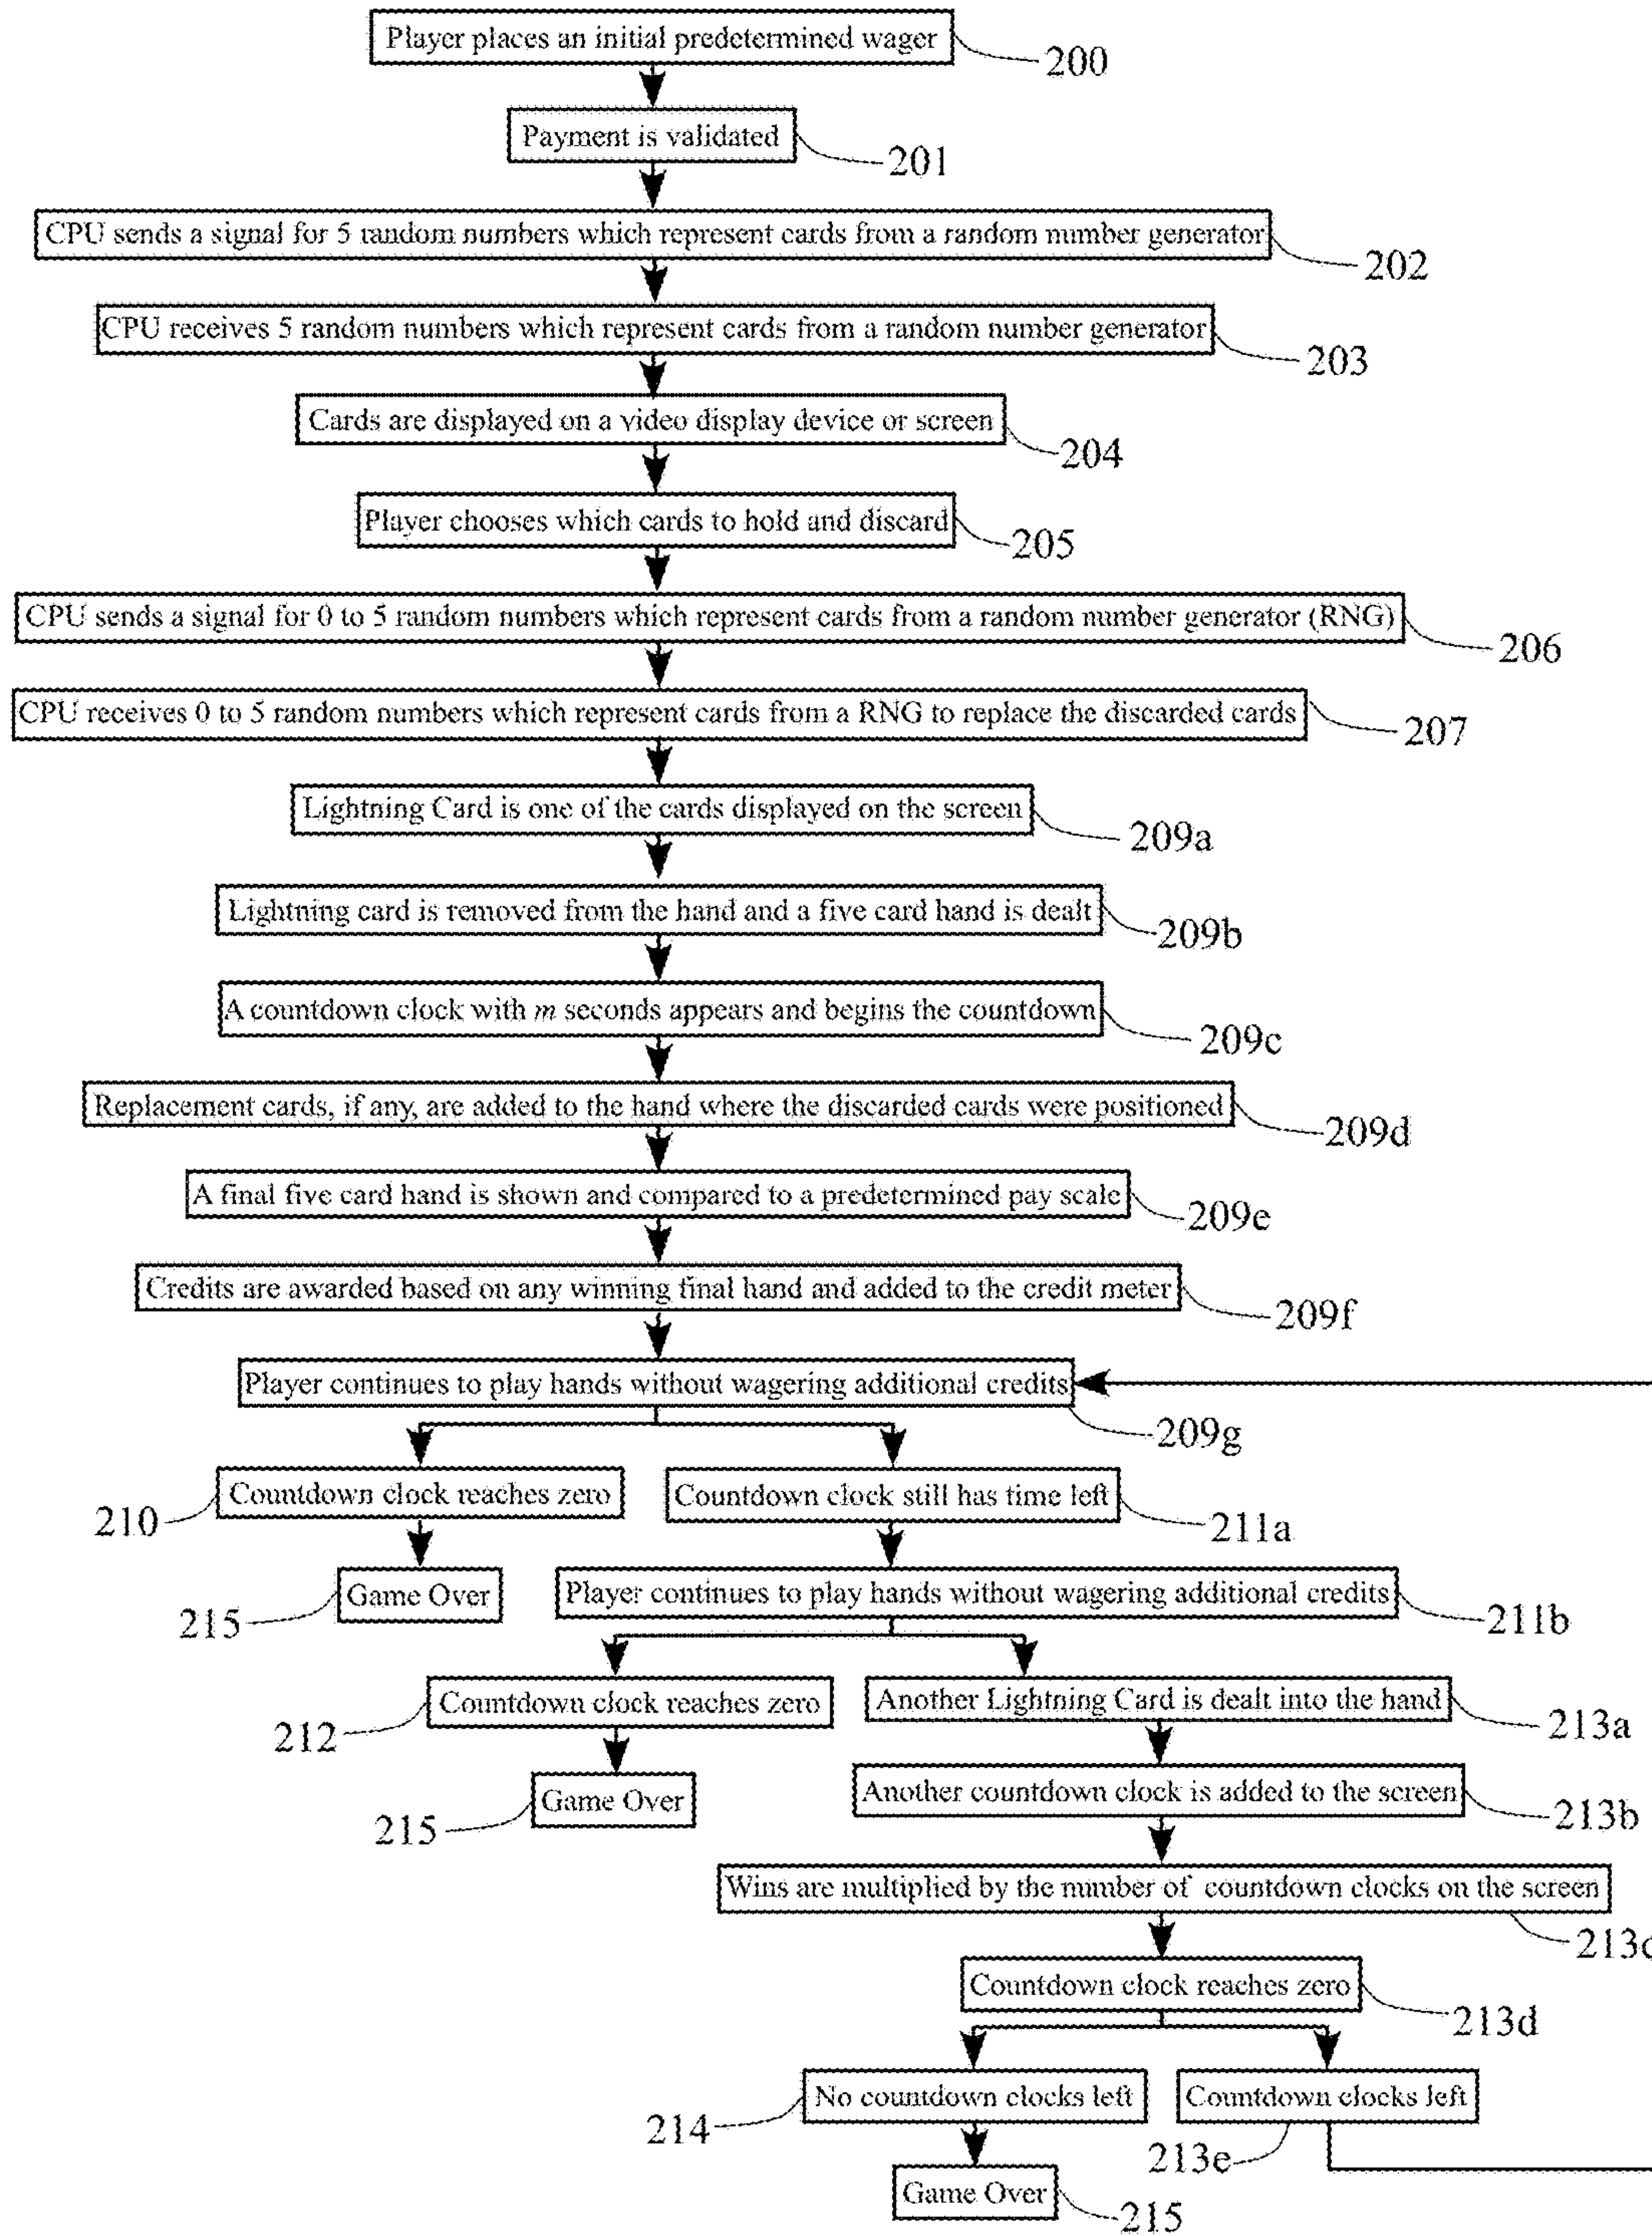 Player places an initial predetermined wager
200
Payment is validated
201
CPU sends a signal for 5 random numbers which represent cards from a random number generator
202
CPU receives 5 random numbers which represent cards from a random number generator
203
Cards are displayed on a video display device or screen
204
Player chooses which cards to hold and discard
205
CPU sends a signal for 0 to 5 random numbers which represent cards from a random number generator (RNG)
206
CPU receives 0 to 5 random numbers which represent cards from a RNG to replace the discarded cards
207
Lightning Card is one of the cards displayed on the screen
209a
Lightning card is removed from the hand and a five card hand is dealt
209b
A countdown clock with m seconds appears and begins the countdown
209c
Replacement cards, if any, are added to the hand where the discarded cards were positioned
209d
A final five card hand is shown and compared to a predetermined pay scale
209e
Credits are awarded based on any winning final hand and added to the credit meter
209f
Player continues to play hands without wagering additional credits
209g
Countdown clock reaches zero
210
Countdown clock still has time left
211a
Game Over
215
Player continues to play hands without wagering additional credits
211b
Countdown clock reaches zero
212
Another Lightning Card is dealt into the hand
213a
Game Over
215
Another countdown clock is added to the screen
213b
Wins are multiplied by the number of countdown clocks on the screen
213c
Countdown clock reaches zero
213d
No countdown clocks left
214
Countdown clocks left
213e
Game Over
215